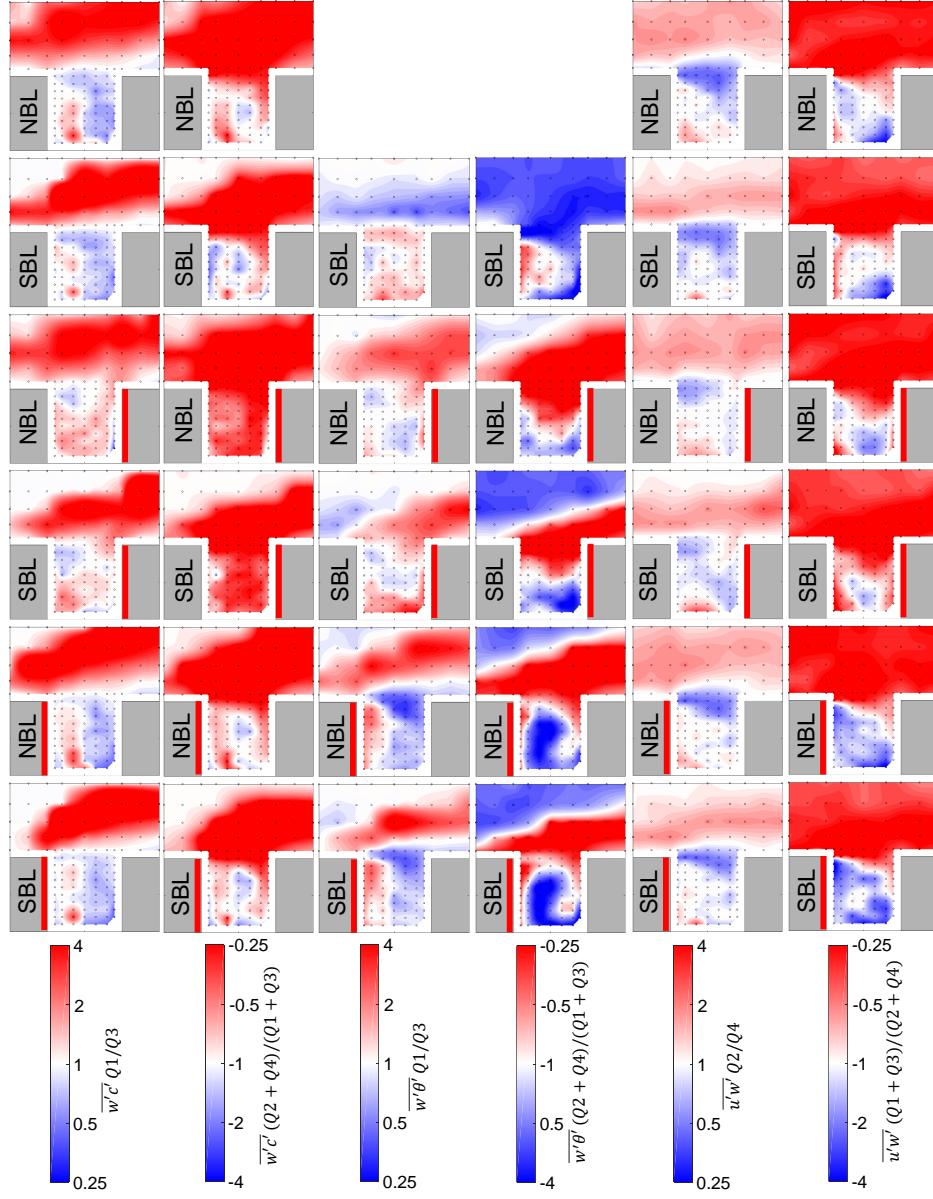 NBL
NBL
NBL
NBL
SBL
SBL
SBL
SBL
SBL
SBL
NBL
NBL
NBL
NBL
NBL
NBL
SBL
SBL
SBL
SBL
SBL
SBL
NBL
NBL
NBL
NBL
NBL
NBL
SBL
SBL
SBL
SBL
SBL
SBL
4
2
1
0.5
0.25
w′c′ Q1/Q3
-0.25
-0.5
-1
-2
-4
w′c′ (Q2 + Q4)/(Q1 + Q3)
4
2
1
0.5
0.25
w′θ′ Q1/Q3
-0.25
-0.5
-1
-2
-4
w′θ′ (Q2 + Q4)/(Q1 + Q3)
4
2
1
0.5
0.25
u′w′ Q2/Q4
-0.25
-0.5
-1
-2
-4
u′w′ (Q1 + Q3)/(Q2 + Q4)